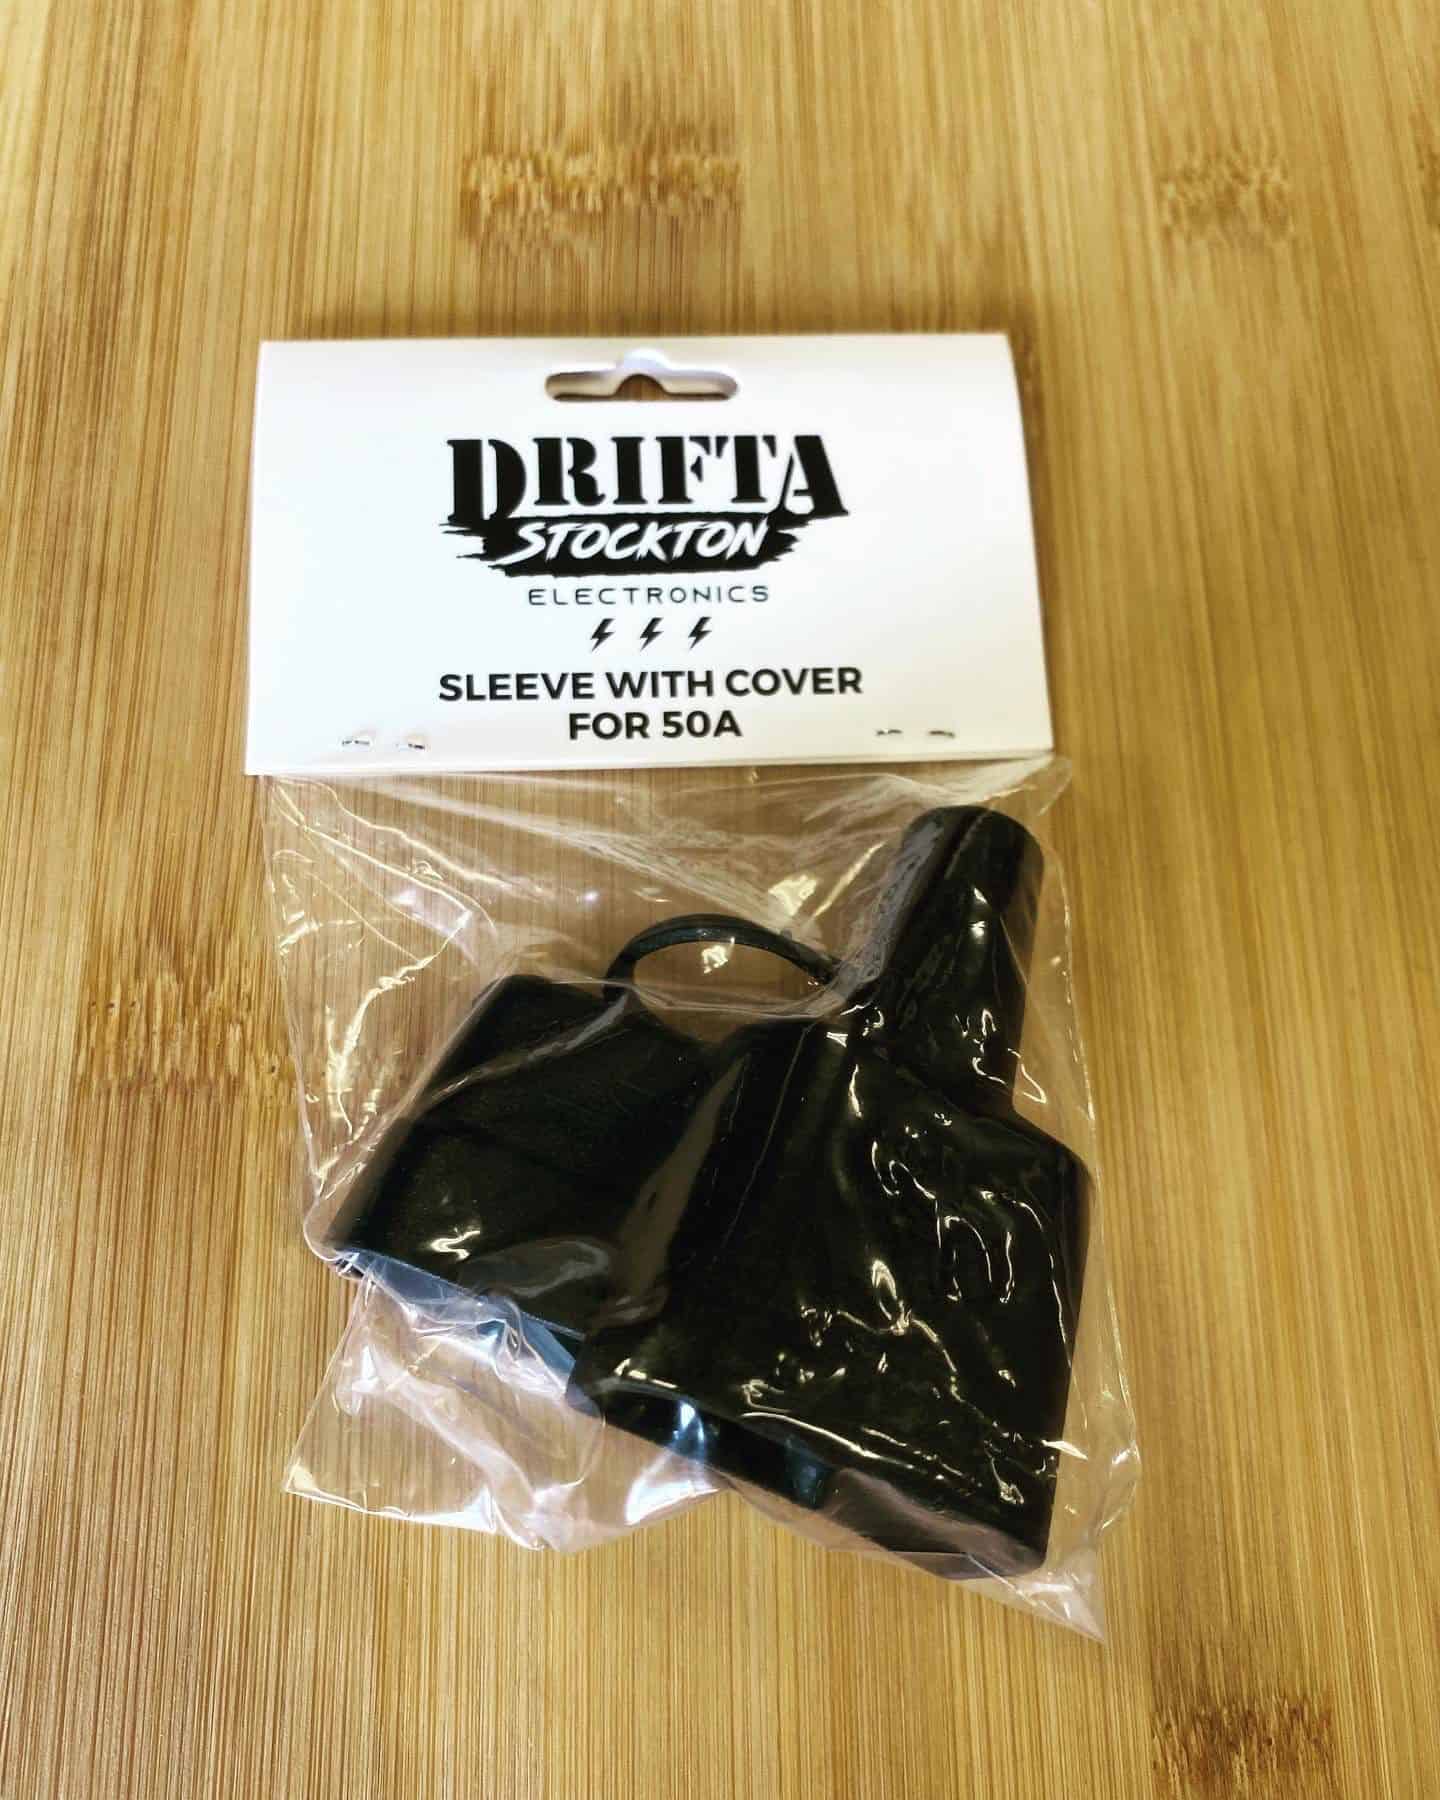 DRIFTA
STOCKTON
ELECTRONICS
SLEEVE WITH COVER
FOR 50A